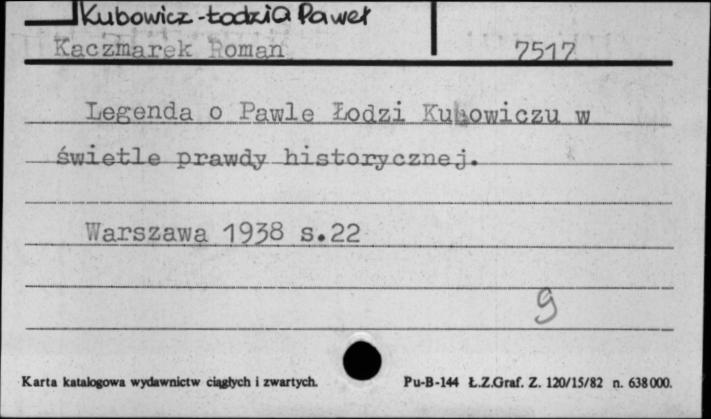 Kubowicz-Łodzia Paweł
Kaczmarek Roman 7517
Legenda o Pawle Łodzi Kubowiczu w
świetle prawdy historycznej.
Warszawa 1938 s.22
9
Karta katalogowa wydawnictw ciągłych i zwartych. Pu-B-144 Ł.Z.Graf. Z. 120/15/82 n. 638000.